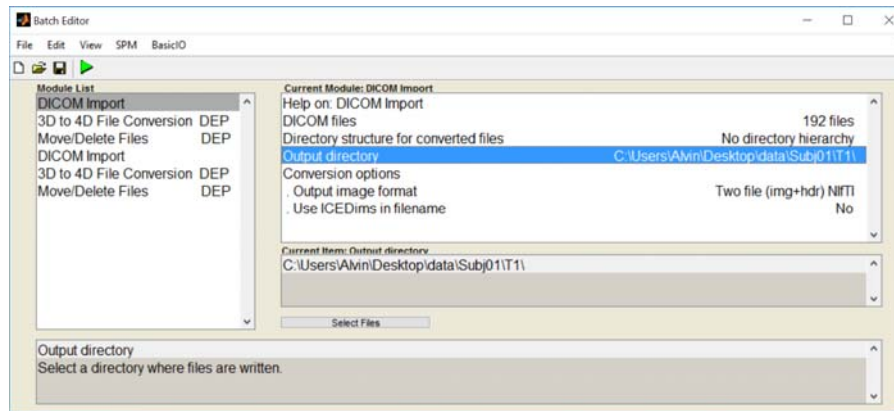 Batch Editor
File Edit View SPM BasicIO
Module List
DICOM Import
3D to 4D File Conversion DEP
Move/Delete Files DEP
DICOM Import
3D to 4D File Conversion DEP
Move/Delete Files DEP
Current Module: DICOM Import
Help on: DICOM Import
DICOM files 192 files
Directory structure for converted files No directory hierarchy
Output directory C:\Users\Alvin\Desktop\data\Subj01\T1\
Conversion options
. Output image format Two file (img+hdr) NIfTI
. Use ICEDims in filename No
Current Item: Output directory
C:\Users\Alvin\Desktop\data\Subj01\T1\
Select Files
Output directory
Select a directory where files are written.